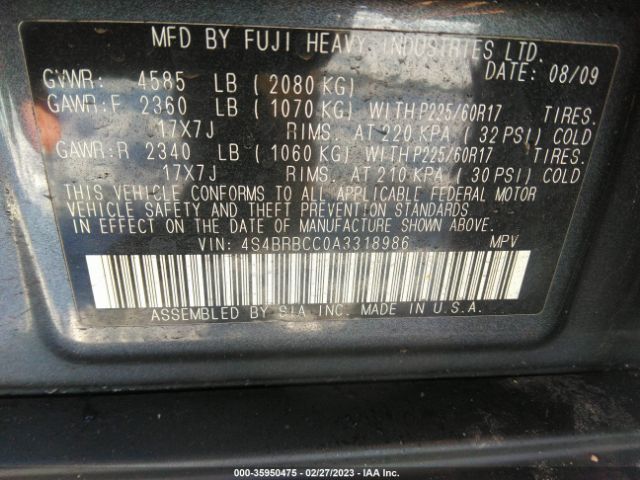 MFD BY FUJI HEAVY INDUSTRIES LTD.
DATE: 08/09
GVWR: 4585 LB ( 2080 KG)
GAWR:F 2360 LB ( 1070 KG) WITH P225/60R17 TIRES.
17X7J RIMS. AT 220 KPA ( 32 PSI) COLD
GAWR:R 2340 LB ( 1060 KG) WITH P225/60R17 TIRES.
17X7J RIMS. AT 210 KPA ( 30 PSI) COLD
THIS VEHICLE CONFORMS TO ALL APPLICABLE FEDERAL MOTOR
VEHICLE SAFETY AND THEFT PREVENTION STANDARDS
IN EFFECT ON THE DATE OF MANUFACTURE SHOWN ABOVE.
VIN: 4S4BRBCC0A3318986 MPV
ASSEMBLED BY SIA INC. MADE IN U.S.A.
000-35950475 - 02/27/2023 - IAA Inc.